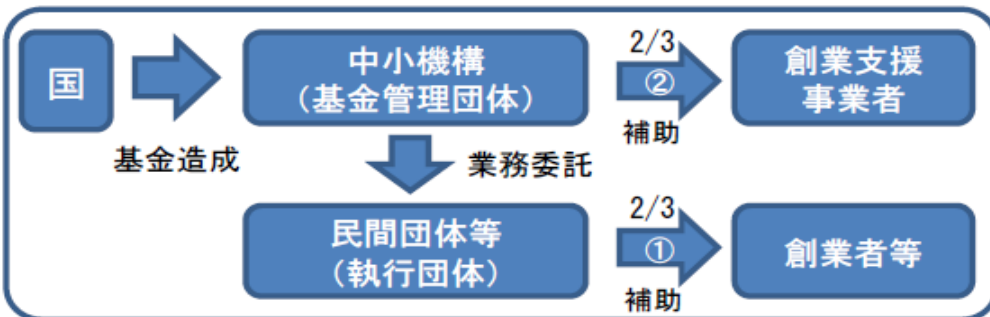 国
基金造成
中小機構
（基金管理団体）
2/3
②
補助
創業支援
事業者
業務委託
民間団体等
（執行団体）
2/3
①
補助
創業者等